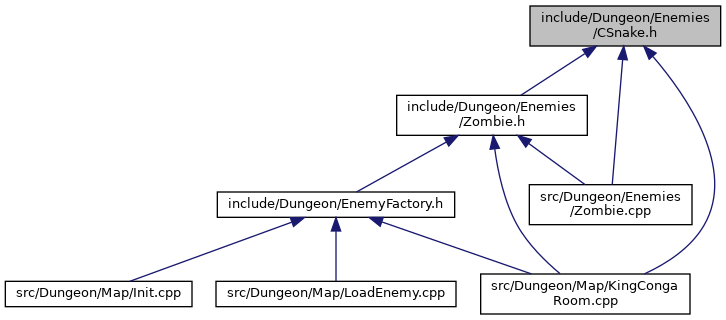 include/Dungeon/Enemies
/CSnake.h
include/Dungeon/Enemies
/Zombie.h
include/Dungeon/EnemyFactory.h
src/Dungeon/Enemies
/Zombie.cpp
src/Dungeon/Map/Init.cpp
src/Dungeon/Map/LoadEnemy.cpp
src/Dungeon/Map/KingConga
Room.cpp